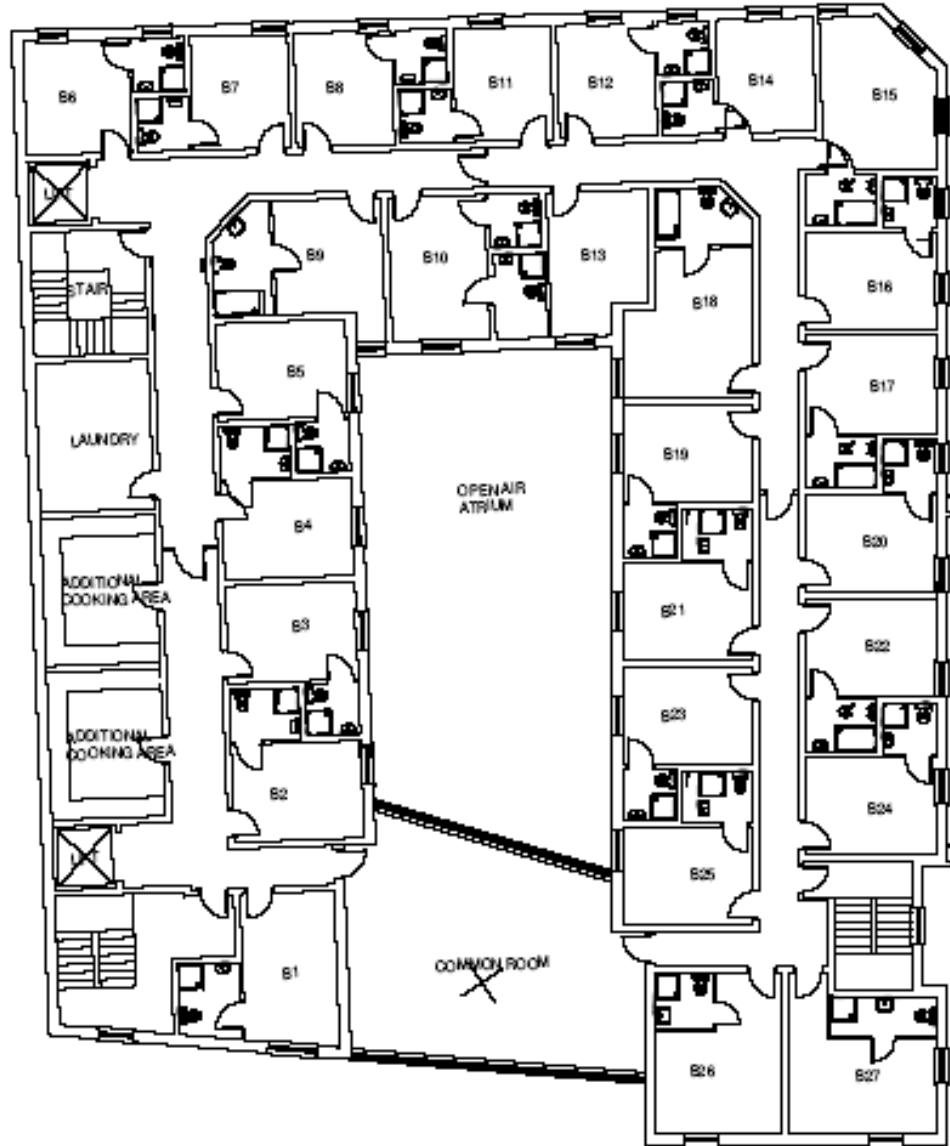 B6
B7
B8
B11
B12
B14
B15
LIFT
B9
B10
B13
B16
B18
STAIR
B5
B17
LAUNDRY
B19
OPEN AIR
ATRIUM
B4
B20
ADDITIONAL
COOKING AREA
B3
B21
B22
B23
ADDITIONAL
COOKING AREA
B2
B24
LIFT
B25
B1
COMMON ROOM
B26
B27